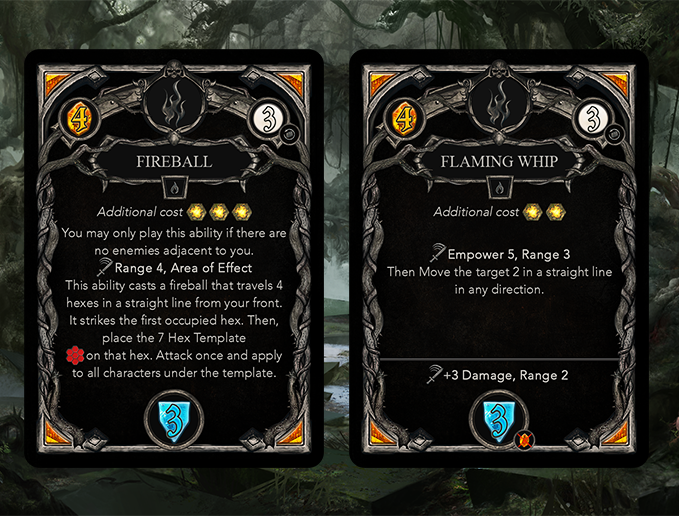 4
3
FIREBALL
Additional cost
You may only play this ability if there are
no enemies adjacent to you.
Range 4, Area of Effect
This ability casts a fireball that travels 4
hexes in a straight line from your front.
It strikes the first occupied hex. Then,
place the 7 Hex Template
on that hex. Attack once and apply
to all characters under the template.
3
4
3
FLAMING WHIP
Additional cost
Empower 5, Range 3
Then Move the target 2 in a straight line
in any direction.
+3 Damage, Range 2
3